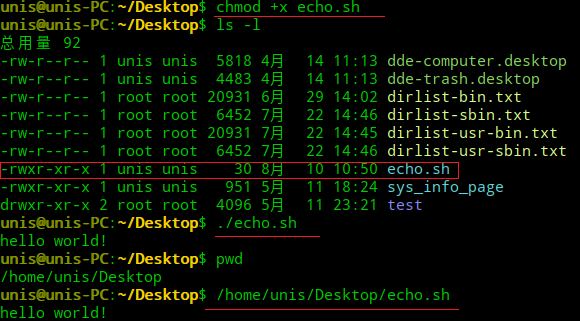 unis@unis-PC:~/Desktop$ chmod +x echo.sh
unis@unis-PC:~/Desktop$ ls -l
总用量 92
-rw-r--r-- 1 unis unis  5818 4月  14 11:13 dde-computer.desktop
-rw-r--r-- 1 unis unis  4483 4月  14 11:13 dde-trash.desktop
-rw-r--r-- 1 root root 20931 6月  29 14:02 dirlist-bin.txt
-rw-r--r-- 1 root root  6452 7月  22 14:46 dirlist-sbin.txt
-rw-r--r-- 1 root root 20931 7月  22 14:45 dirlist-usr-bin.txt
-rw-r--r-- 1 root root  6452 7月  22 14:46 dirlist-usr-sbin.txt
-rwxr-xr-x 1 unis unis    30 8月  10 10:50 echo.sh
-rwxr-xr-x 1 unis unis   951 5月  11 18:24 sys_info_page
drwxr-xr-x 2 root root  4096 5月  11 23:21 test
unis@unis-PC:~/Desktop$ ./echo.sh
hello world!
unis@unis-PC:~/Desktop$ pwd
/home/unis/Desktop
unis@unis-PC:~/Desktop$ /home/unis/Desktop/echo.sh
hello world!